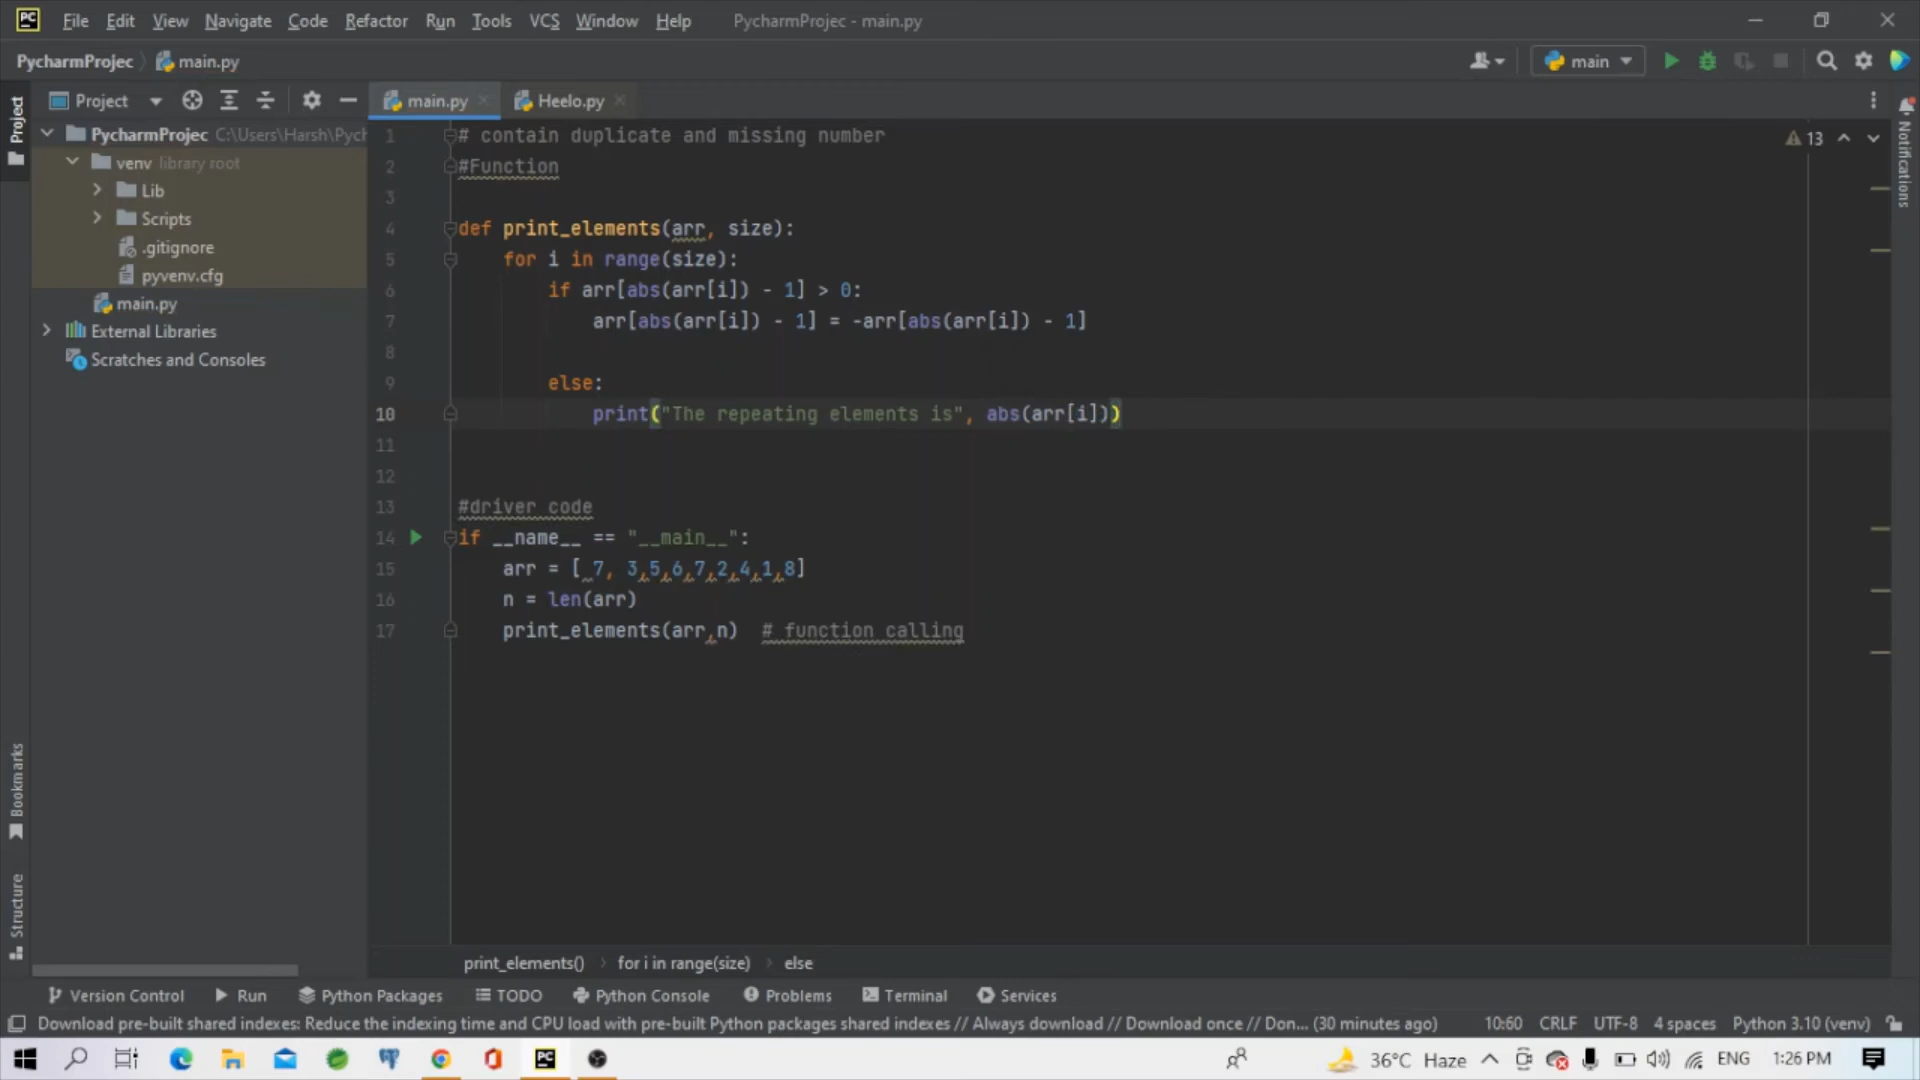 PC File Edit View Navigate Code Refactor Run Tools VCS Window Help PycharmProjec - main.py
PycharmProjec main.py main
Project main.py Heelo.py
Project
Notifications
PycharmProjec C:\Users\Harsh\Pych
venv library root
Lib
Scripts
.gitignore
pyvenv.cfg
main.py
External Libraries
Scratches and Consoles
13
1 # contain duplicate and missing number
2 #Function
3
4 def print_elements(arr, size):
5 for i in range(size):
6 if arr[abs(arr[i]) - 1] > 0:
7 arr[abs(arr[i]) - 1] = -arr[abs(arr[i]) - 1]
8
9 else:
10 print("The repeating elements is", abs(arr[i]))
11
12
13 #driver code
14 if __name__ == "__main__":
15 arr = [ 7, 3,5,6,7,2,4,1,8]
16 n = len(arr)
17 print_elements(arr,n) # function calling
Bookmarks
Structure
print_elements() for i in range(size) else
Version Control Run Python Packages TODO Python Console Problems Terminal Services
Download pre-built shared indexes: Reduce the indexing time and CPU load with pre-built Python packages shared indexes // Always download // Download once // Don... (30 minutes ago) 10:60 CRLF UTF-8 4 spaces Python 3.10 (venv)
PC 36°C Haze ENG 1:26 PM